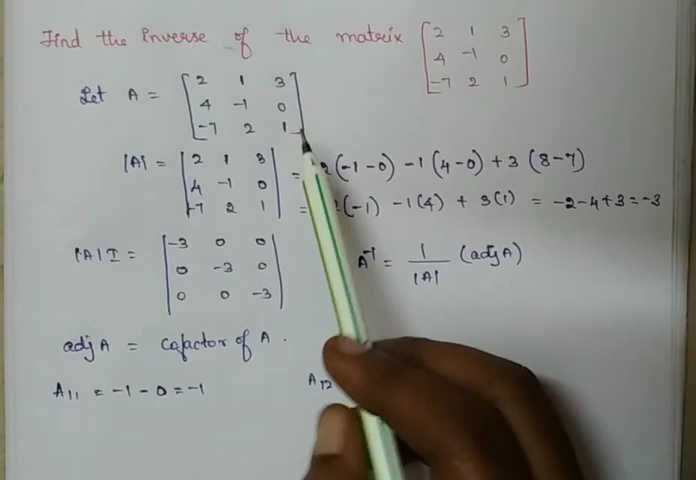 Find the Inverse of the matrix [2 1 3
4 -1 0
-7 2 1]
Let A = [2 1 3
4 -1 0
-7 2 1]
|A| = |2 1 3
4 -1 0
-7 2 1| = 2(-1-0) -1(4-0) +3(8-7)
= (-1) -1(4) + 3(1) = -2-4+3=-3
|A| I = |-3 0 0
0 -3 0
0 0 -3|
A⁻¹ = 1/|A| (adj A)
adj A = Cofactor of A.
A₁₁ = -1 - 0 = -1 A₁₂